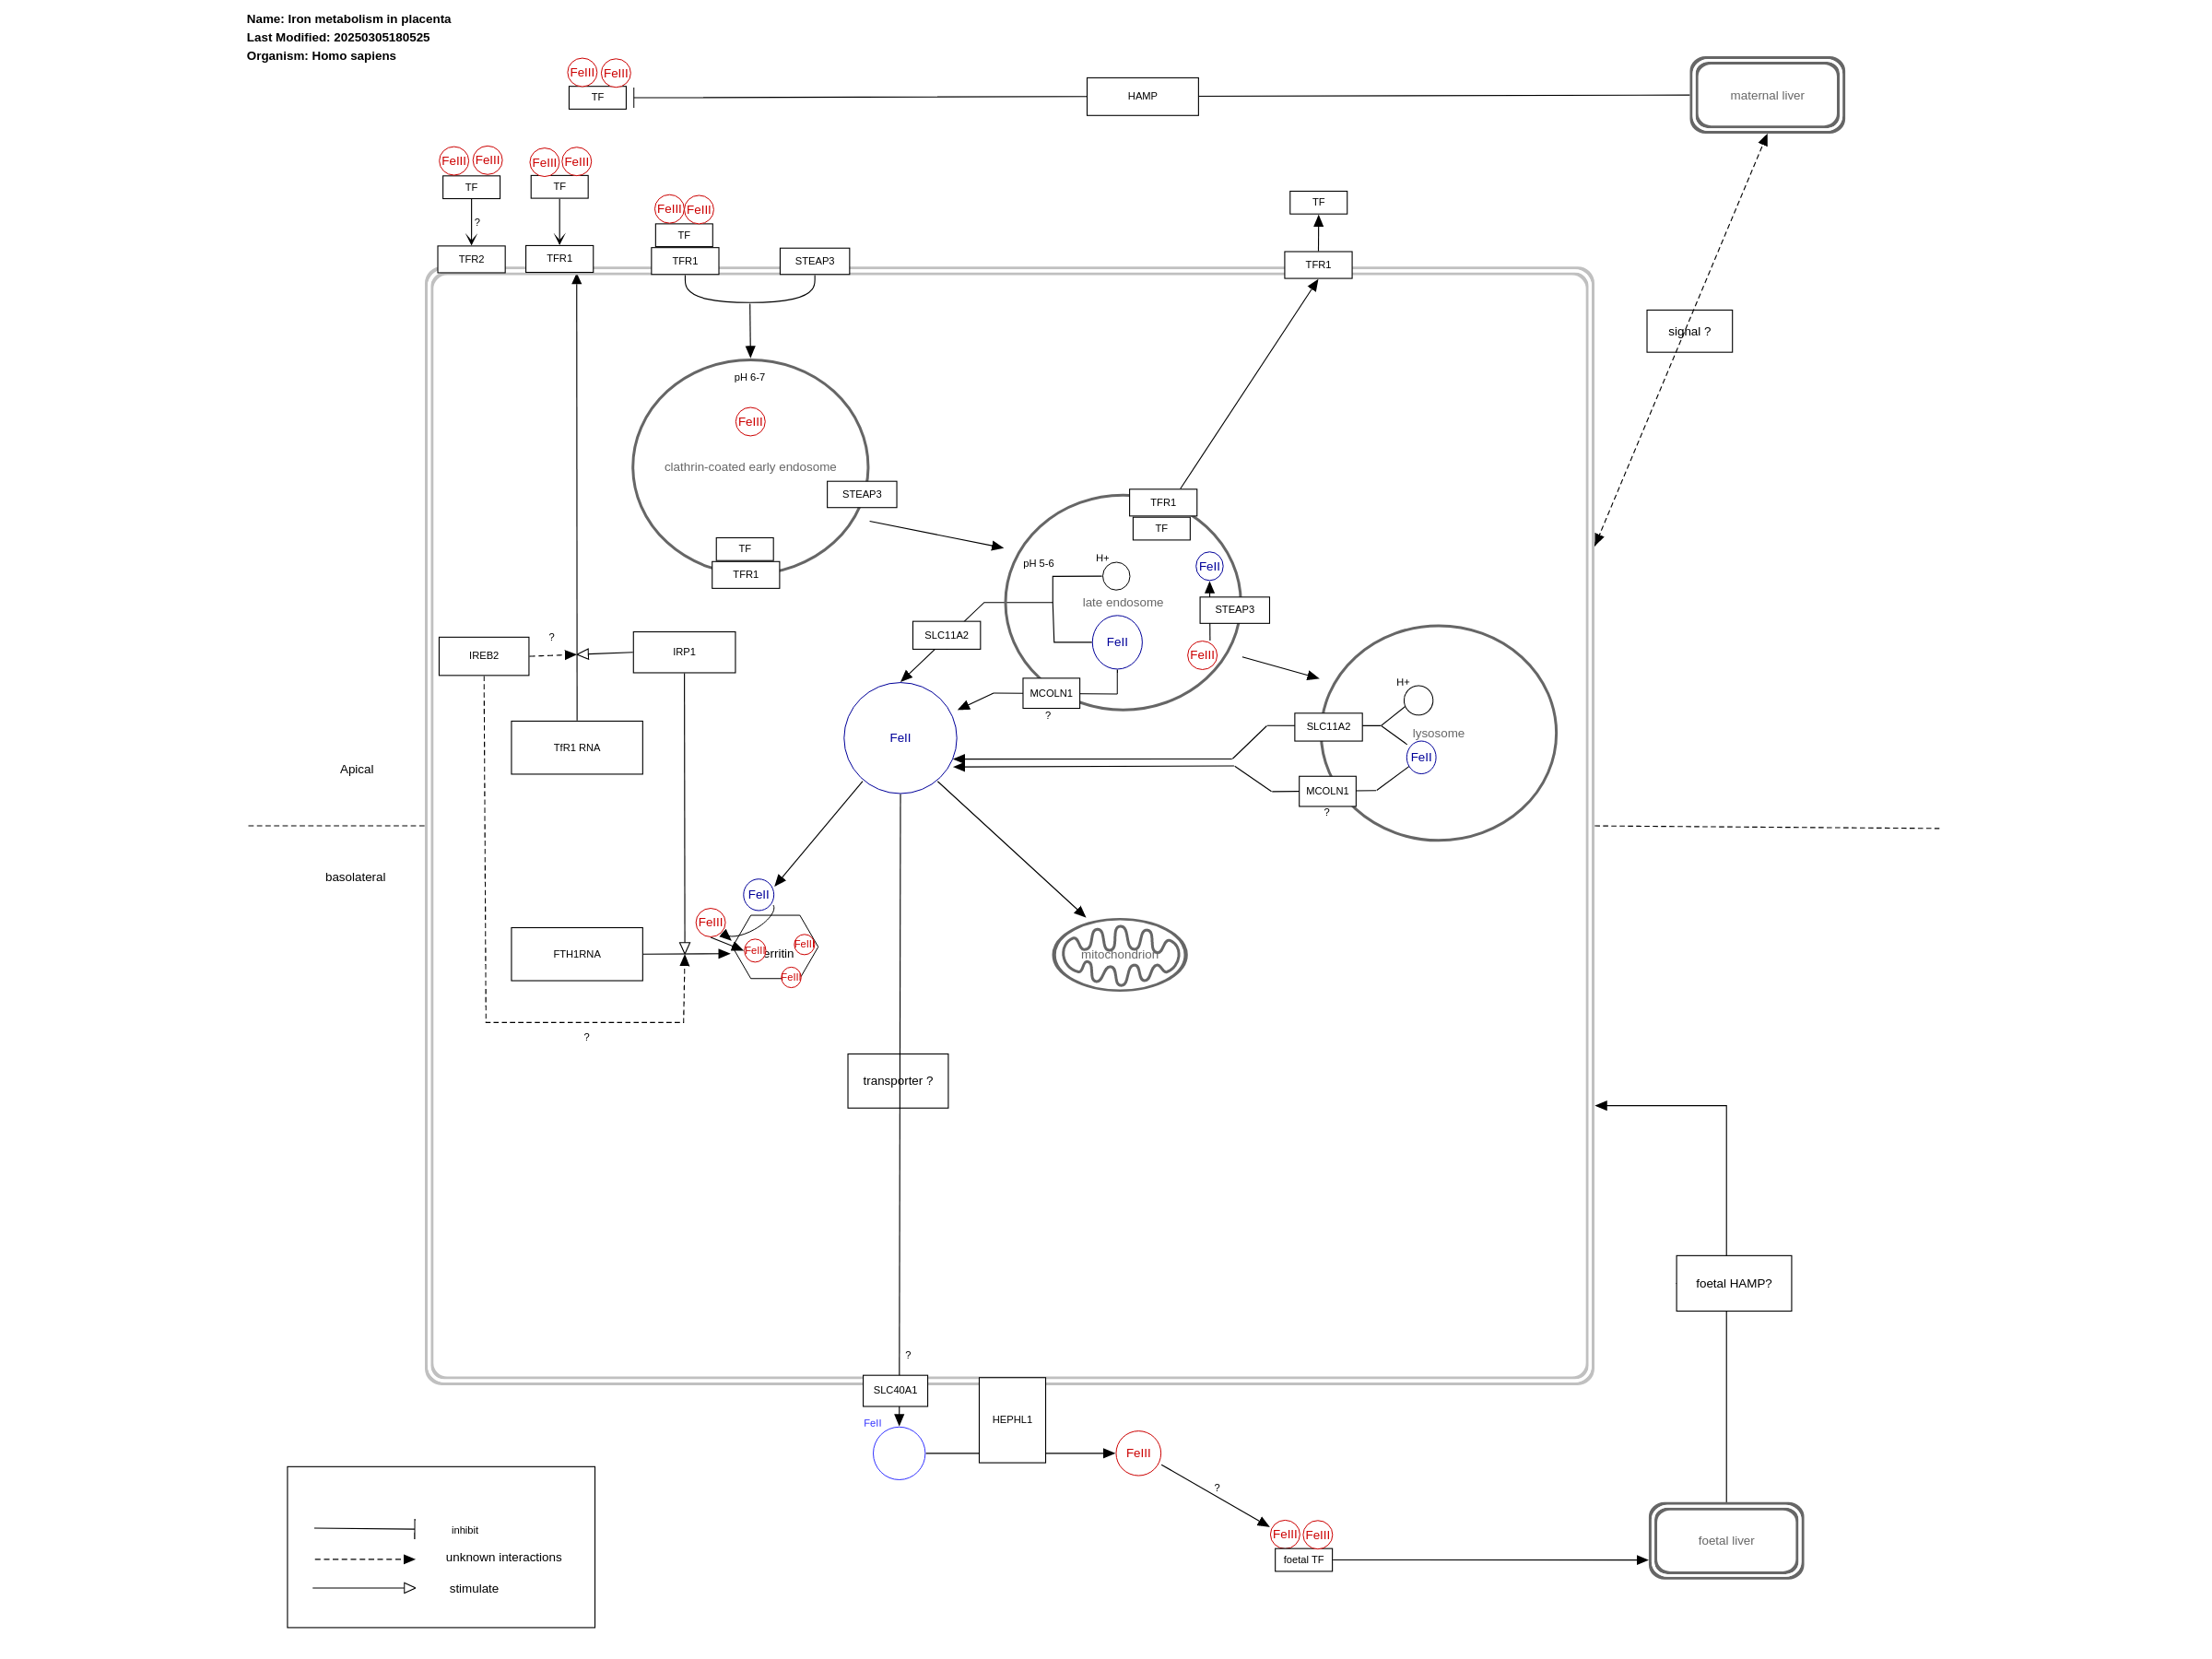 Name: Iron metabolism in placenta
Last Modified: 20250305180525
Organism: Homo sapiens
FeIII FeIII
TF
HAMP
maternal liver
FeIII FeIII
TF
?
TFR2
FeIII FeIII
TF
TFR1
FeIII FeIII
TF
TFR1
STEAP3
TF
TFR1
signal ?
pH 6-7
FeIII
clathrin-coated early endosome
STEAP3
TF
TFR1
TFR1
TF
pH 5-6
H+
FeII
late endosome
STEAP3
FeII
FeIII
SLC11A2
MCOLN1
?
IREB2
?
IRP1
TfR1 RNA
FeII
H+
SLC11A2
lysosome
FeII
MCOLN1
?
Apical
basolateral
FeII
FeIII
FTH1RNA
FeIII
erritin
FeIII
FeIII
mitochondrion
?
transporter ?
foetal HAMP?
?
SLC40A1
HEPHL1
FeII
FeIII
?
FeIII FeIII
foetal TF
foetal liver
inhibit
unknown interactions
stimulate